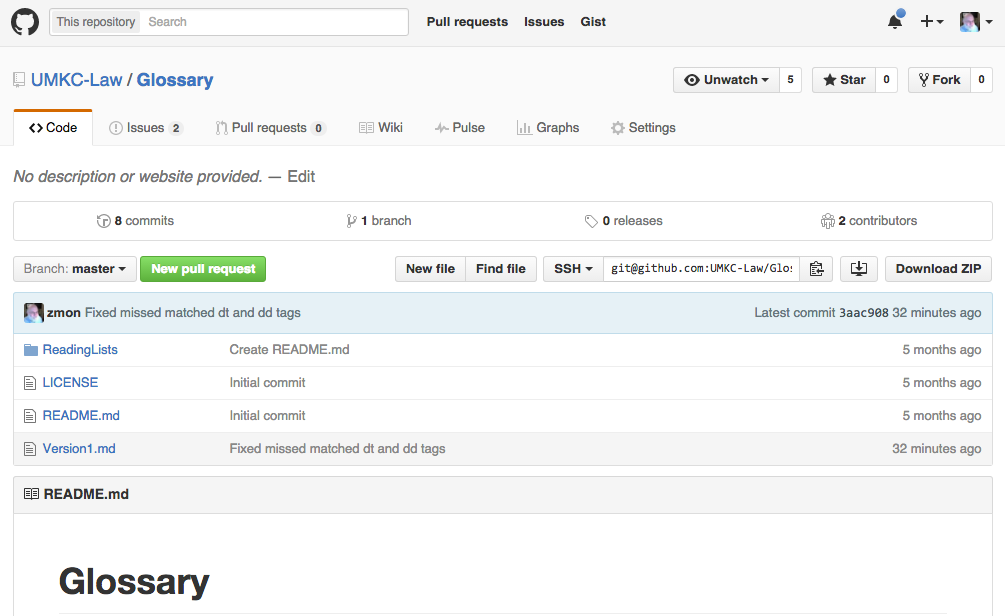 This repository Search Pull requests Issues Gist
UMKC-Law / Glossary Unwatch 5 Star 0 Fork 0
Code Issues 2 Pull requests 0 Wiki Pulse Graphs Settings
No description or website provided. — Edit
8 commits 1 branch 0 releases 2 contributors
Branch: master New pull request New file Find file SSH git@github.com:UMKC-Law/Glos Download ZIP
zmon Fixed missed matched dt and dd tags Latest commit 3aac908 32 minutes ago
ReadingLists Create README.md 5 months ago
LICENSE Initial commit 5 months ago
README.md Initial commit 5 months ago
Version1.md Fixed missed matched dt and dd tags 32 minutes ago
README.md
Glossary